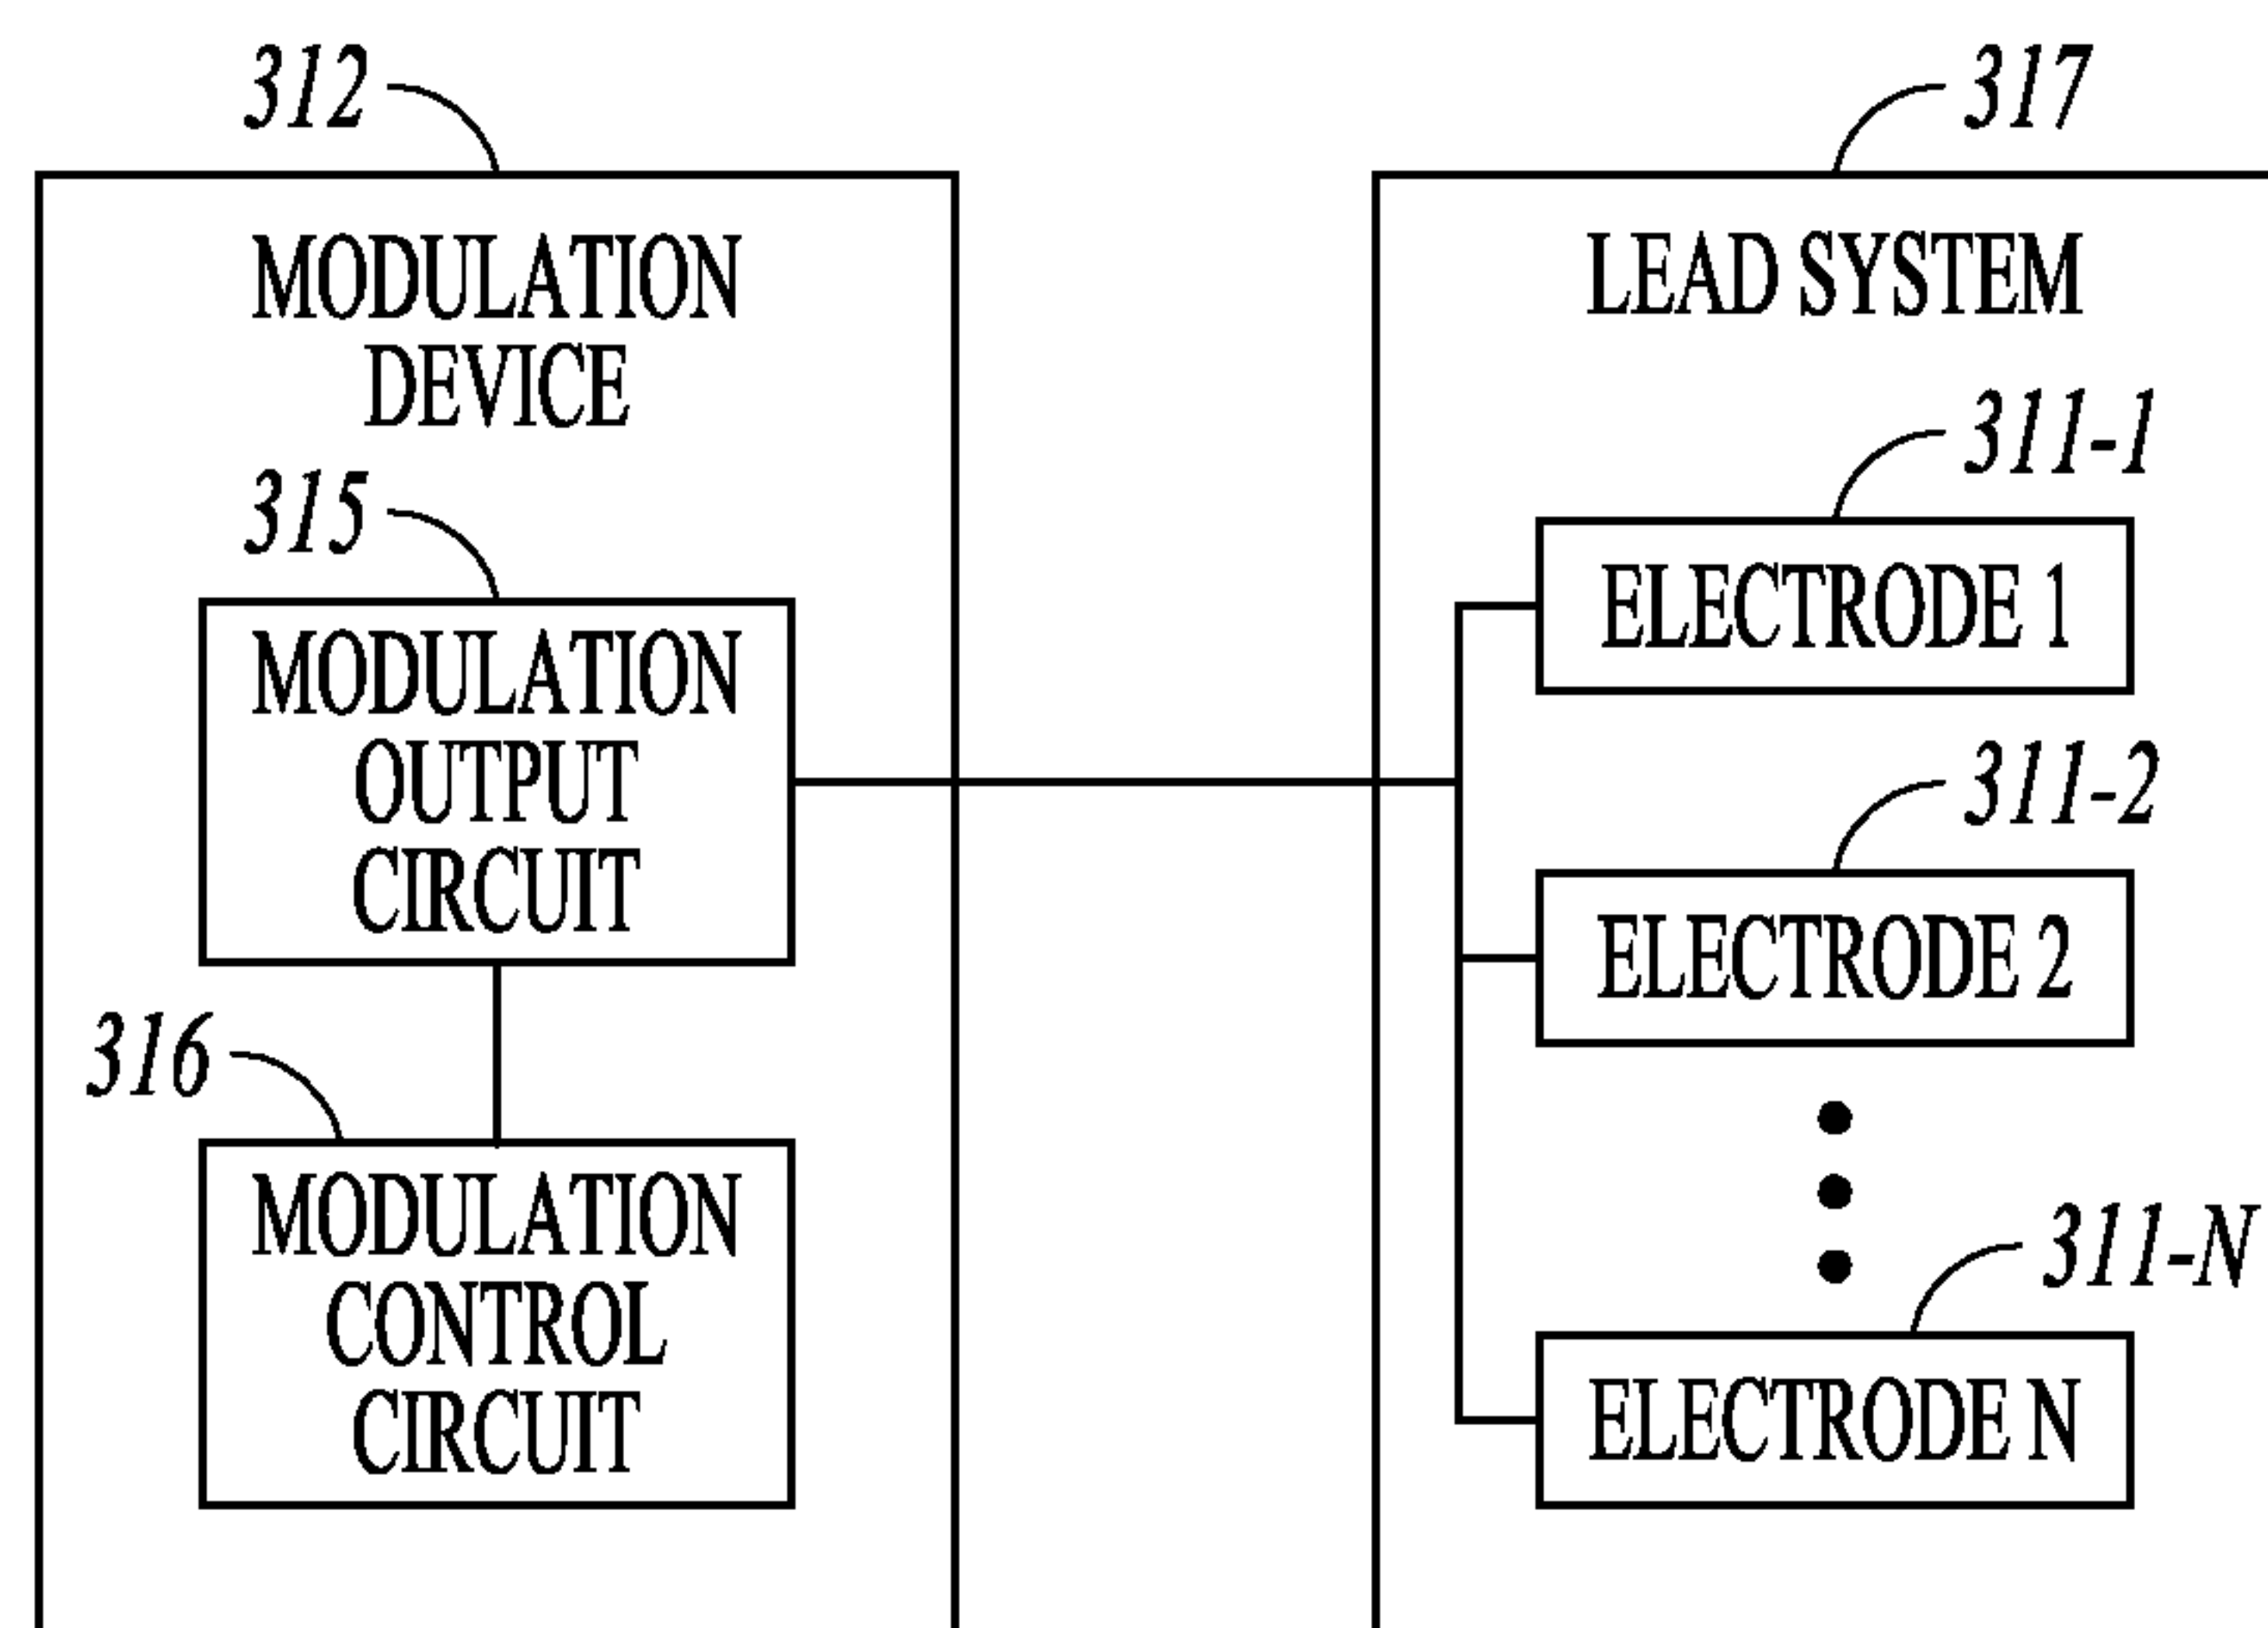 312
MODULATION
DEVICE
315
MODULATION
OUTPUT
CIRCUIT
316
MODULATION
CONTROL
CIRCUIT
317
LEAD SYSTEM
311-1
ELECTRODE 1
311-2
ELECTRODE 2
311-N
ELECTRODE N